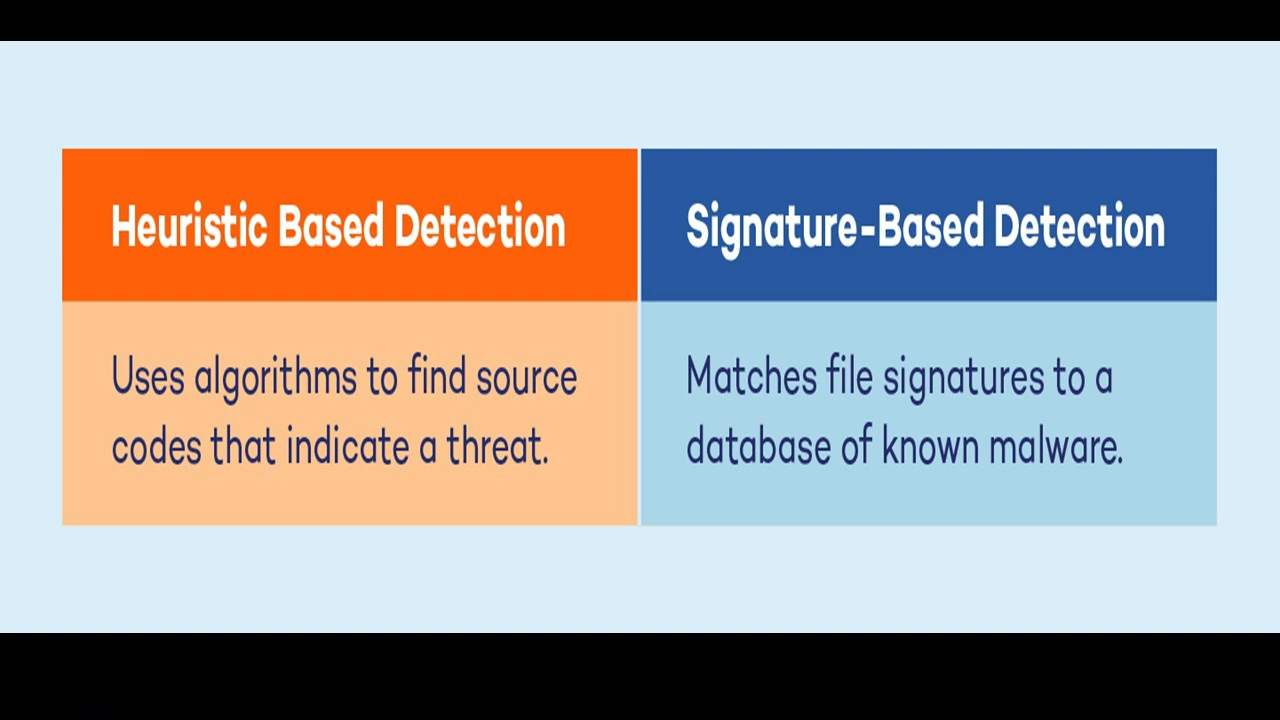 Heuristic Based Detection
Uses algorithms to find source
codes that indicate a threat.
Signature-Based Detection
Matches file signatures to a
database of known malware.